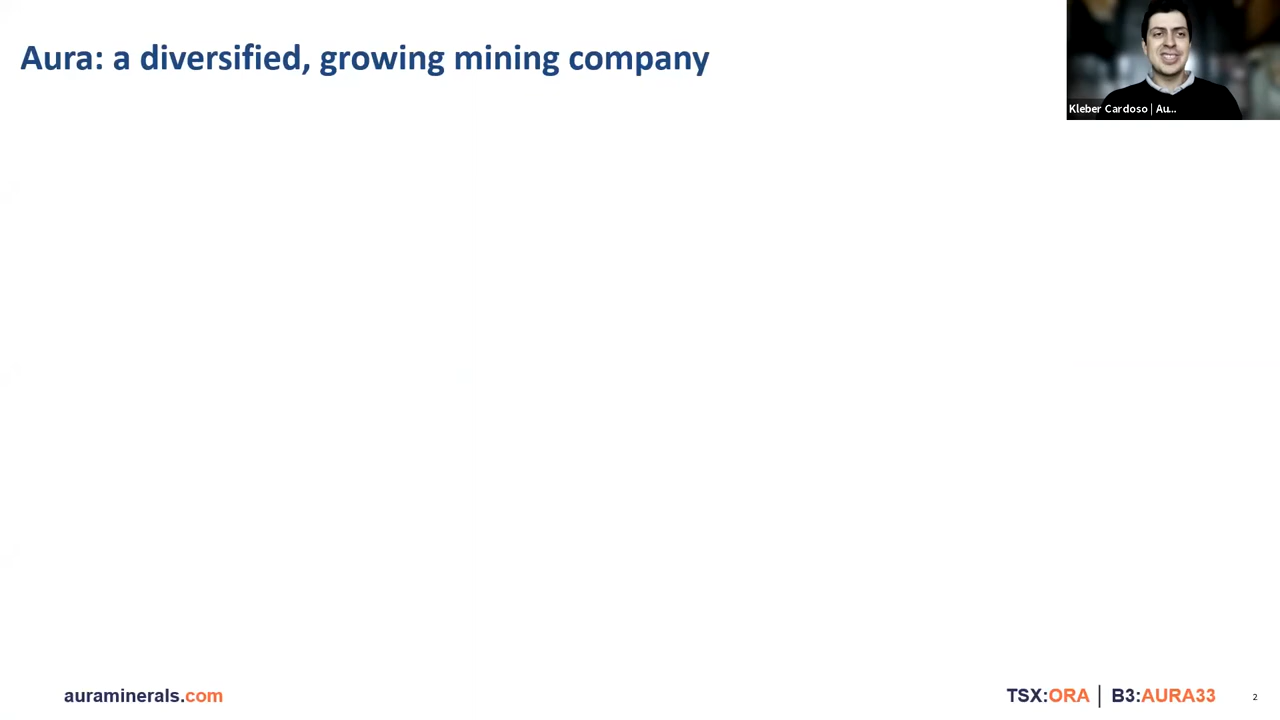 Aura: a diversified, growing mining company
Kleber Cardoso | Au...
auraminerals.com
TSX:ORA | B3:AURA33
2